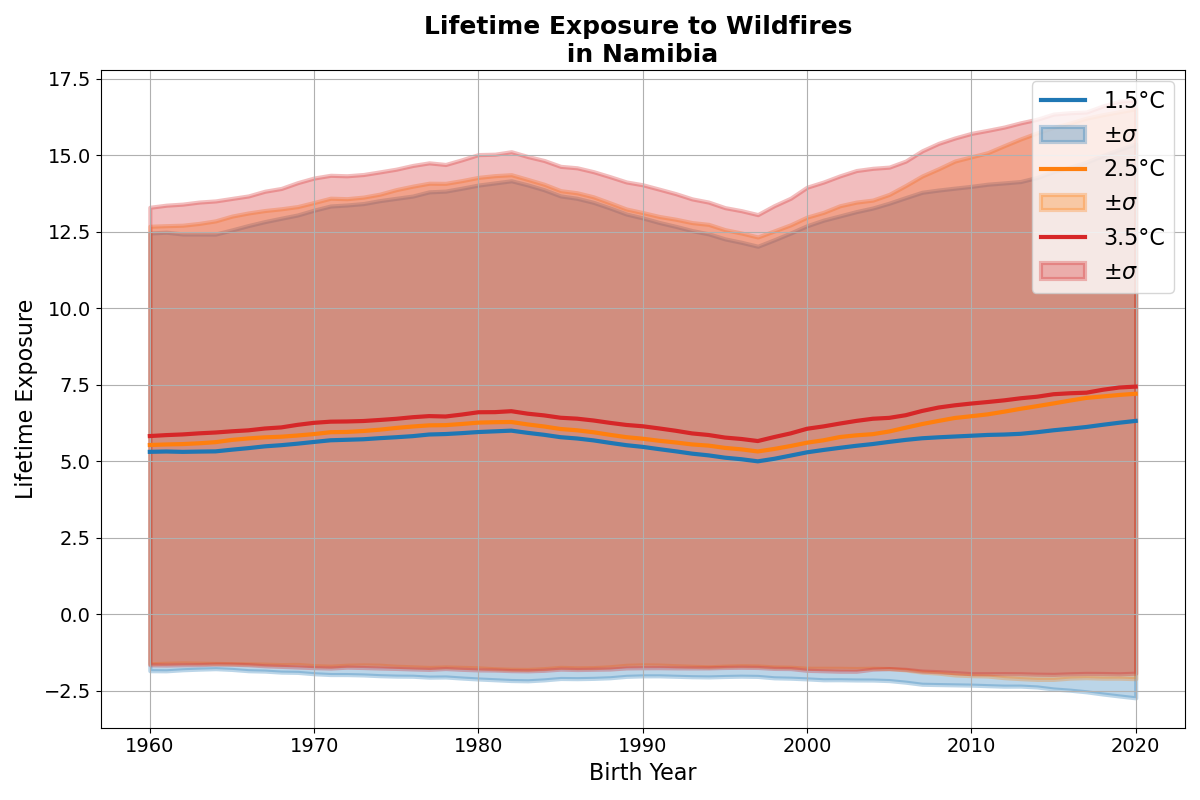 Lifetime Exposure to Wildfires
in Namibia
Lifetime Exposure
17.5
15.0
12.5
10.0
7.5
5.0
2.5
0.0
−2.5
1960
1970
1980
1990
2000
2010
2020
Birth Year
1.5°C
±σ
2.5°C
±σ
3.5°C
±σ